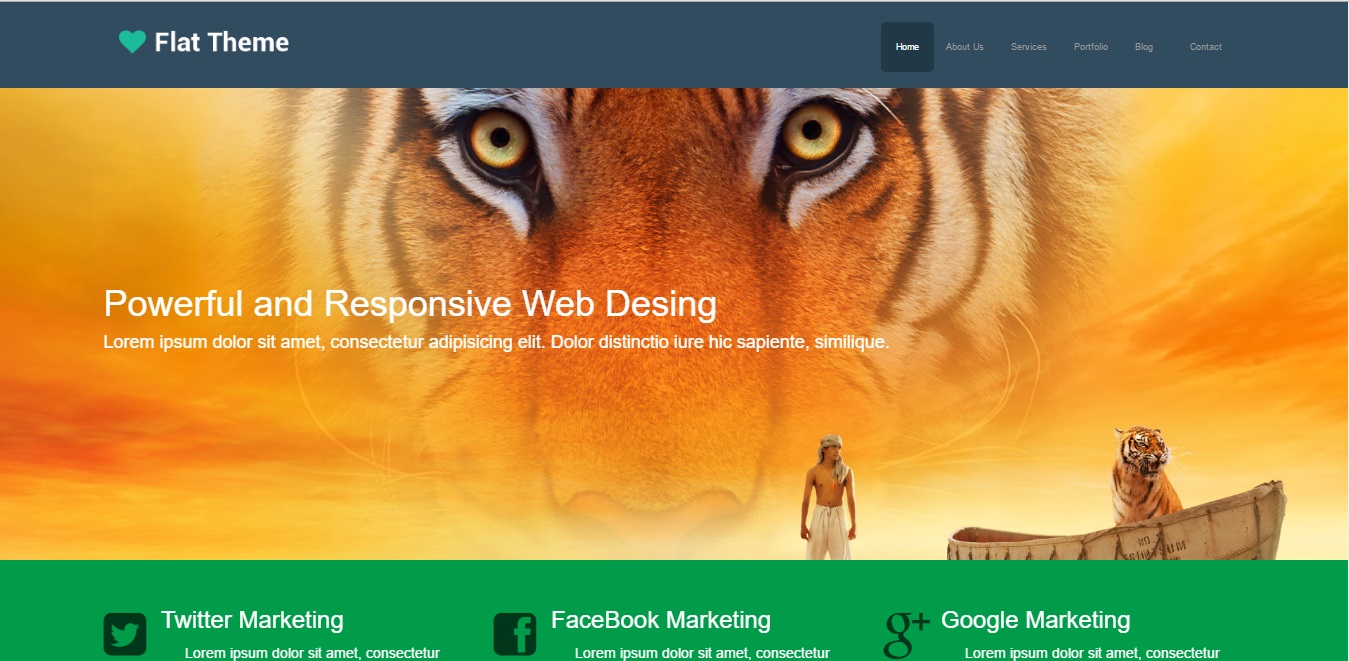 Flat Theme
Home About Us Services Portfolio Blog Contact
Powerful and Responsive Web Desing
Lorem ipsum dolor sit amet, consectetur adipisicing elit. Dolor distinctio iure hic sapiente, similique.
Twitter Marketing
Lorem ipsum dolor sit amet, consectetur
FaceBook Marketing
Lorem ipsum dolor sit amet, consectetur
Google Marketing
Lorem ipsum dolor sit amet, consectetur